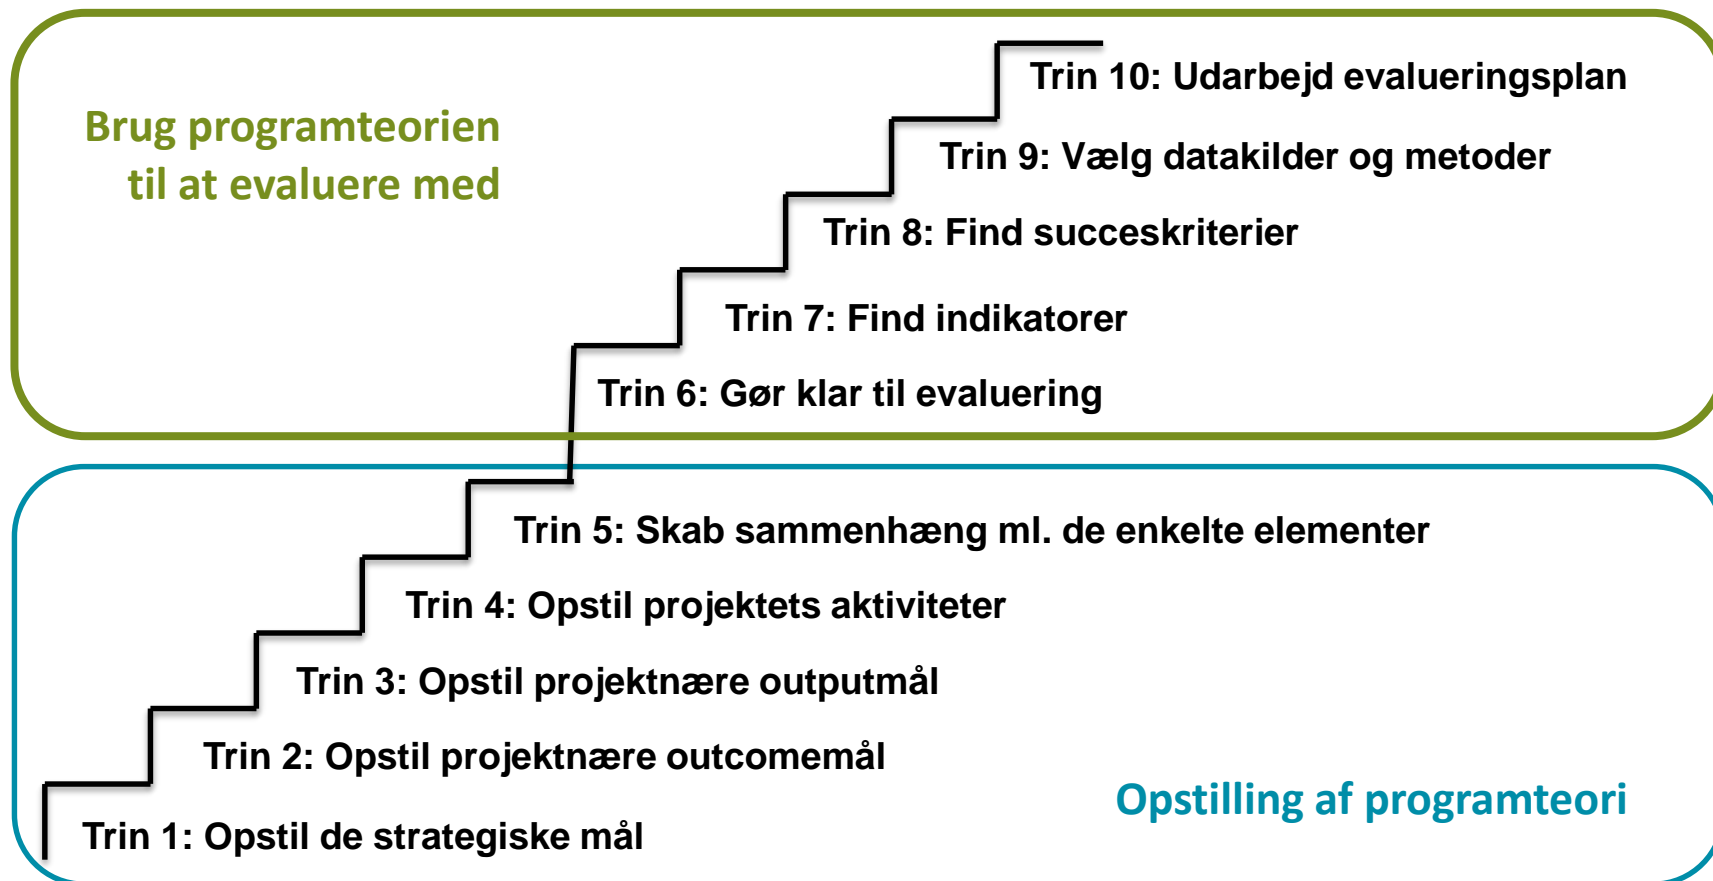 Trin 10: Udarbejd evalueringsplan
Brug programteorien
til at evaluere med
Trin 9: Vælg datakilder og metoder
Trin 8: Find succeskriterier
Trin 7: Find indikatorer
Trin 6: Gør klar til evaluering
Trin 5: Skab sammenhæng ml. de enkelte elementer
Trin 4: Opstil projektets aktiviteter
Trin 3: Opstil projektnære outputmål
Trin 2: Opstil projektnære outcomemål
Opstilling af programteori
Trin 1: Opstil de strategiske mål